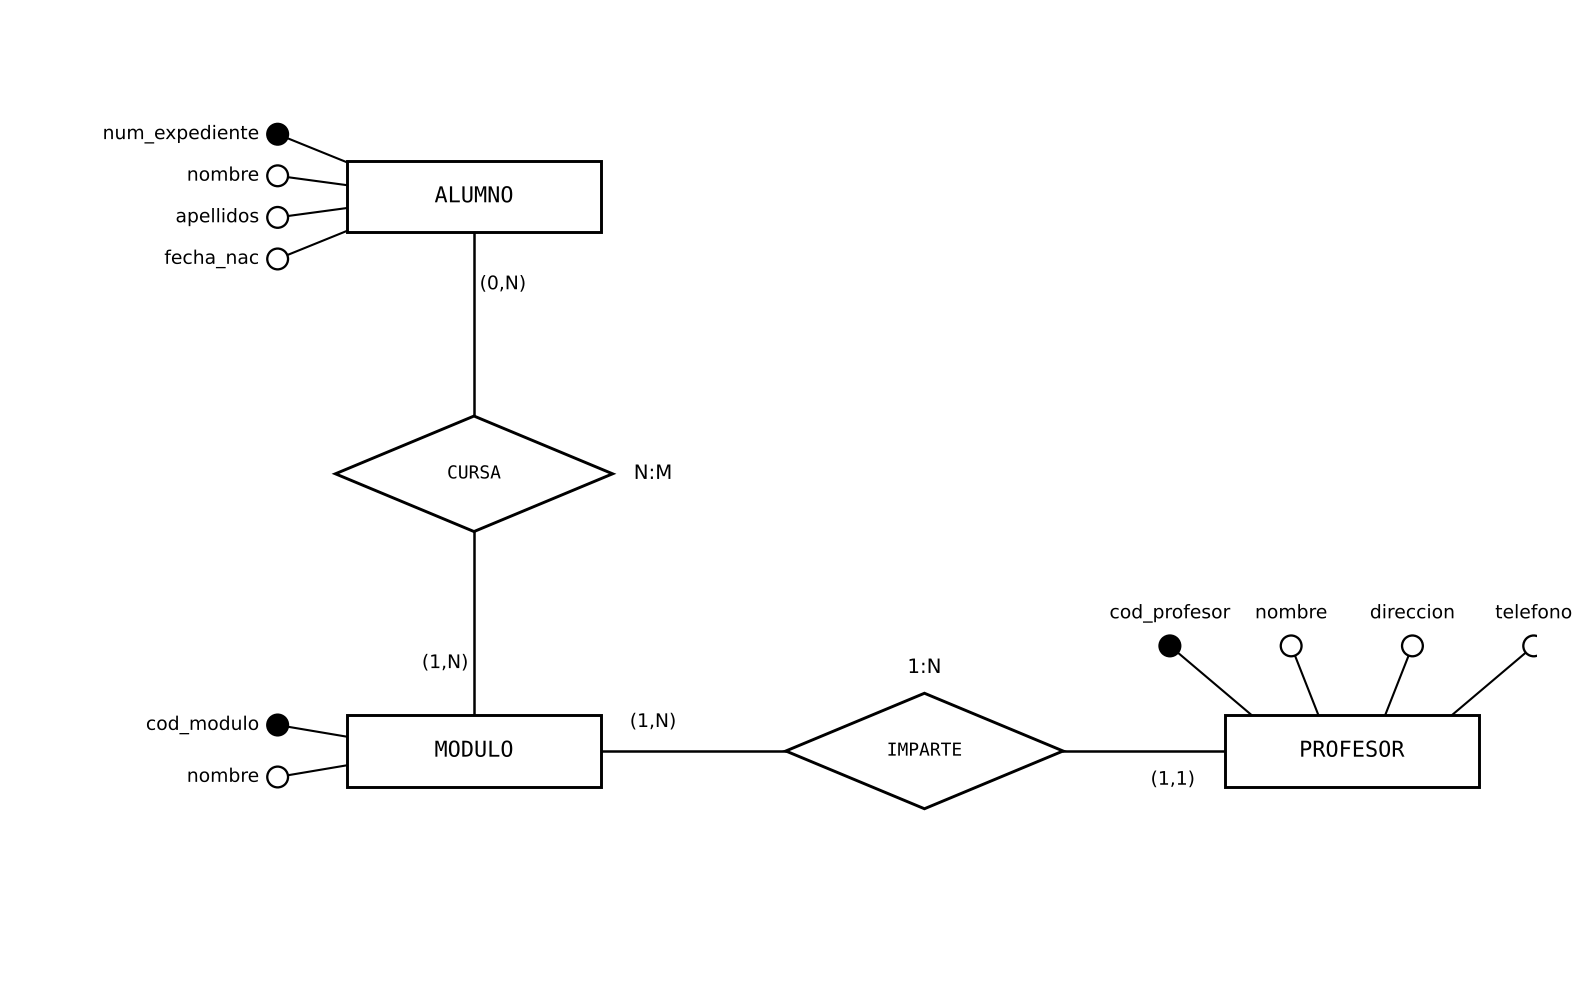 num_expediente
nombre
apellidos
fecha_nac
ALUMNO
(0,N)
CURSA
N:M
(1,N)
cod_modulo
nombre
MODULO
(1,N)
1:N
IMPARTE
(1,1)
cod_profesor
nombre
direccion
telefono
PROFESOR